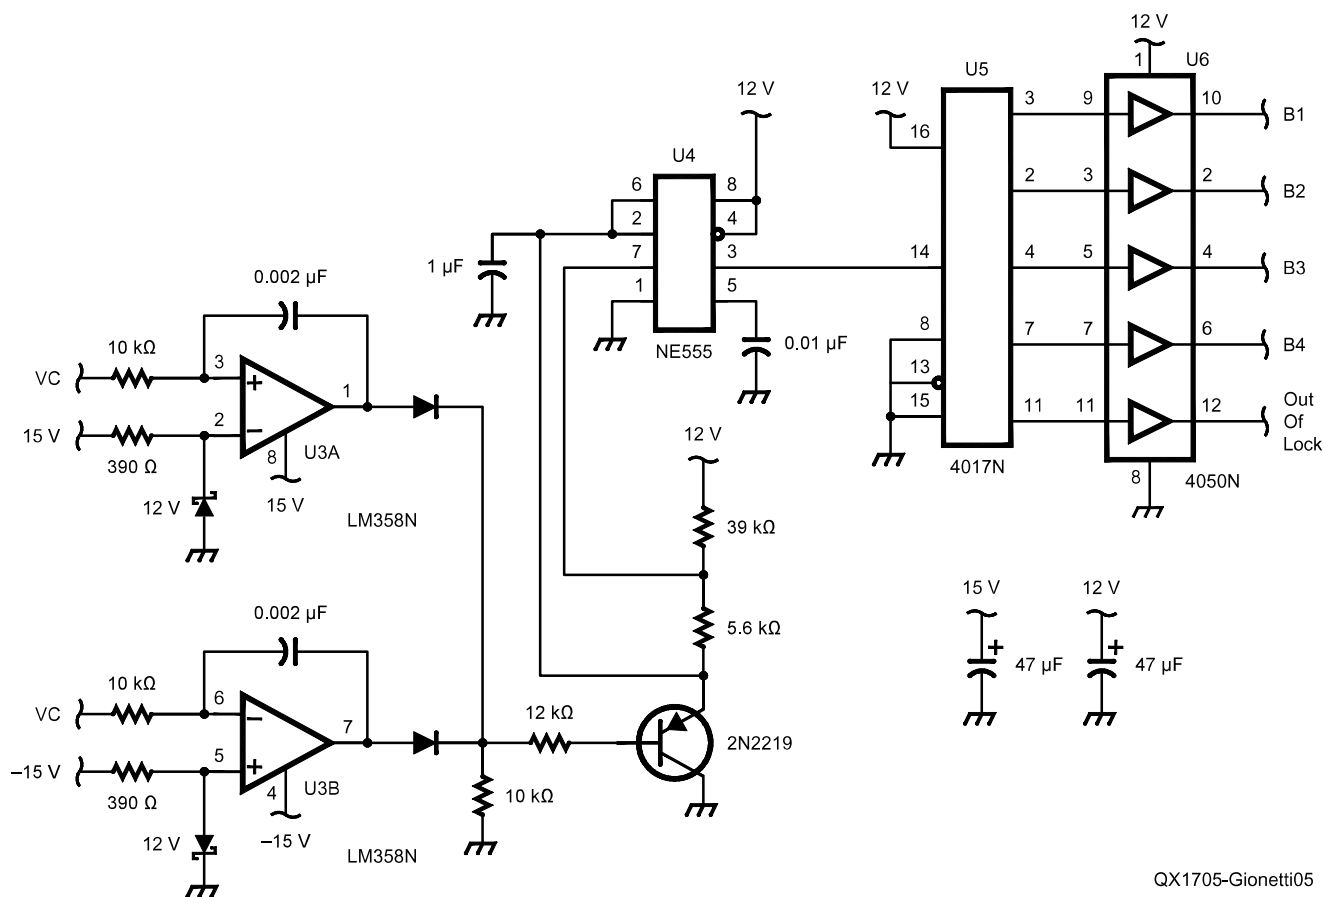 12 V
1
U6
U5
12 V
12 V
3
9
10
B1
16
U4
6
8
2
3
2
B2
2
4
7
3
14
4
5
4
B3
1 µF
1
5
0.002 µF
8
7
7
6
B4
NE555
0.01 µF
10 kΩ
3
13
VC
1
15
11
11
12
Out
Of
Lock
15 V
2
U3A
12 V
390 Ω
8
4017N
8
4050N
12 V
15 V
LM358N
39 kΩ
15 V
12 V
0.002 µF
5.6 kΩ
47 µF
47 µF
10 kΩ
6
VC
7
12 kΩ
2N2219
–15 V
5
U3B
390 Ω
4
10 kΩ
12 V
–15 V
LM358N
QX1705-Gionetti05